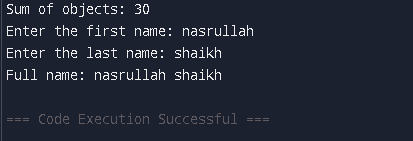 Sum of objects: 30
Enter the first name: nasrullah
Enter the last name: shaikh
Full name: nasrullah shaikh
=== Code Execution Successful ===